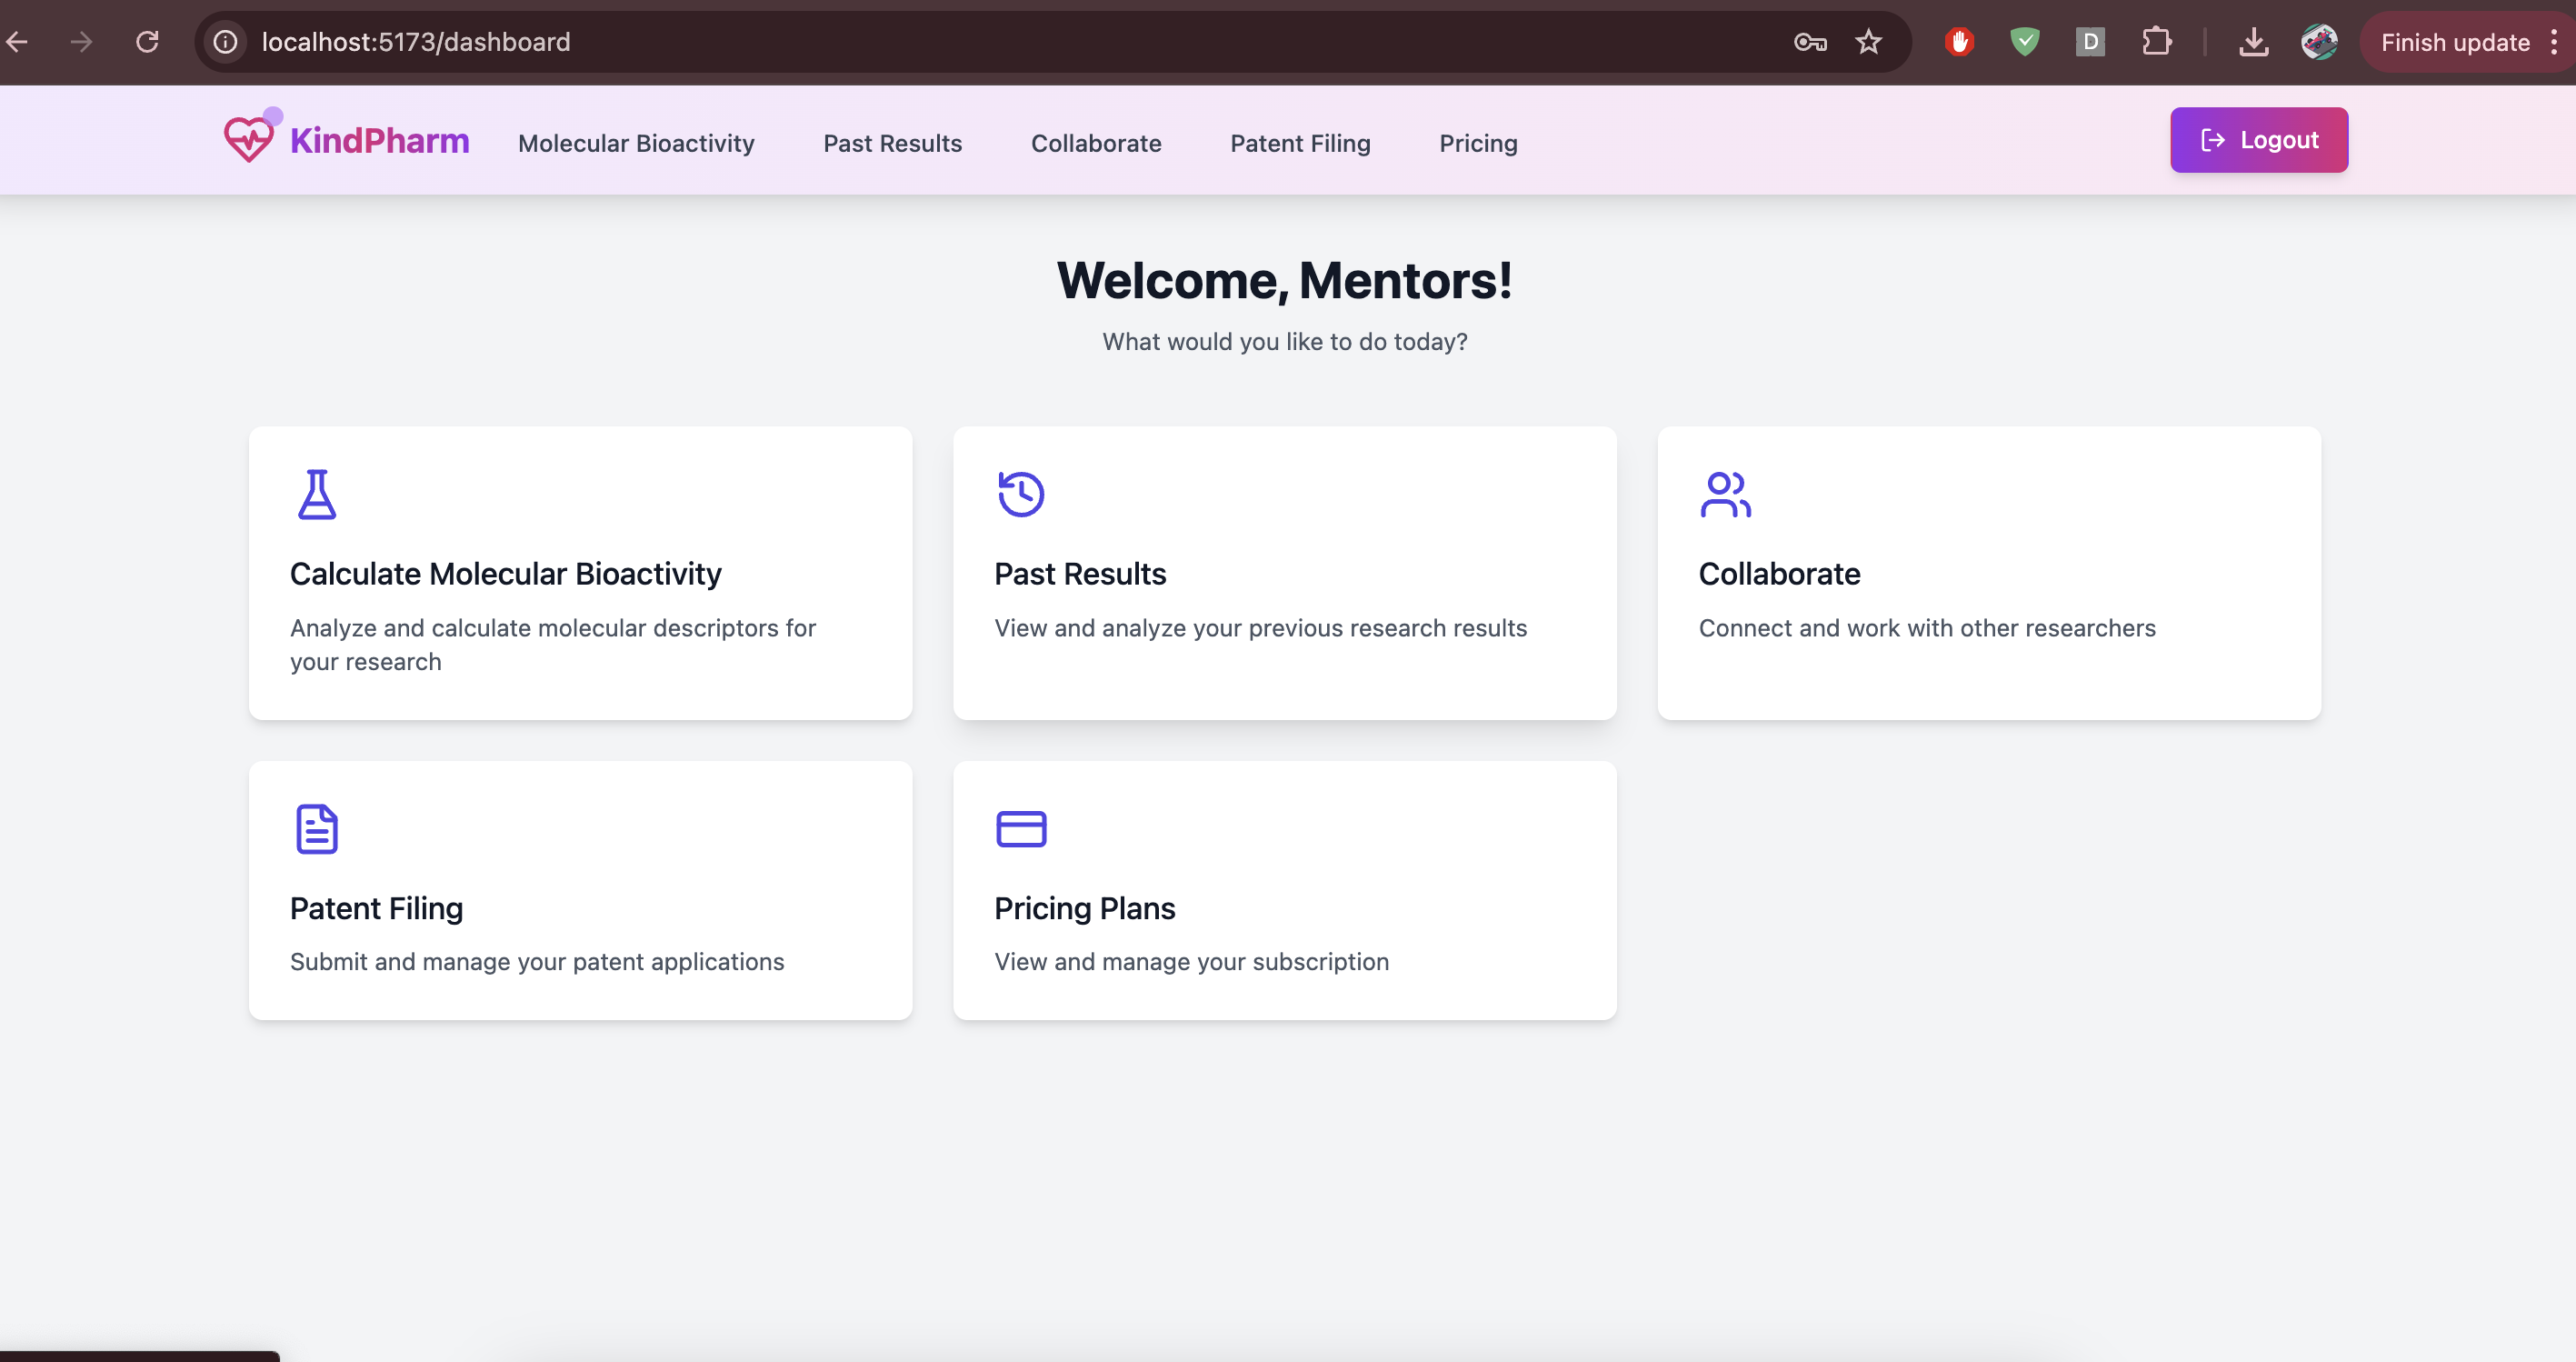 localhost:5173/dashboard
D
Finish update
KindPharm
Molecular Bioactivity
Past Results
Collaborate
Patent Filing
Pricing
Logout
Welcome, Mentors!
What would you like to do today?
Calculate Molecular Bioactivity
Analyze and calculate molecular descriptors for
your research
Past Results
View and analyze your previous research results
Collaborate
Connect and work with other researchers
Patent Filing
Submit and manage your patent applications
Pricing Plans
View and manage your subscription